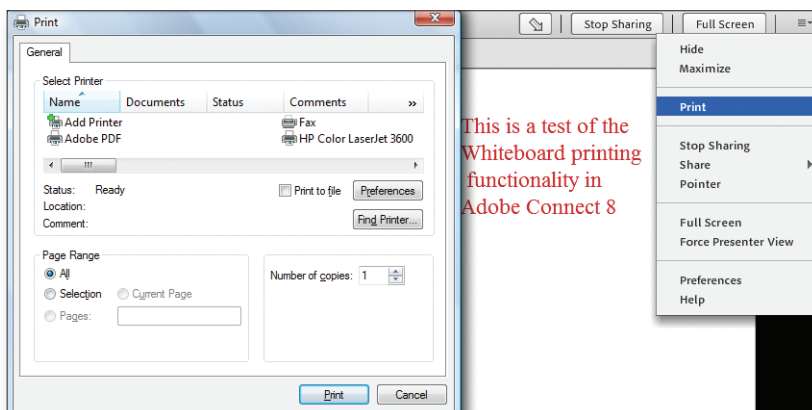 Print
General
Select Printer
Name Documents Status Comments »
Add Printer Fax
Adobe PDF HP Color LaserJet 3600
Status: Ready Print to file Preferences
Location:
Comment: Find Printer...
Page Range
All
Selection Current Page
Pages:
Number of copies: 1
Print Cancel
Stop Sharing Full Screen
This is a test of the
Whiteboard printing
functionality in
Adobe Connect 8
Hide
Maximize
Print
Stop Sharing
Share
Pointer
Full Screen
Force Presenter View
Preferences
Help